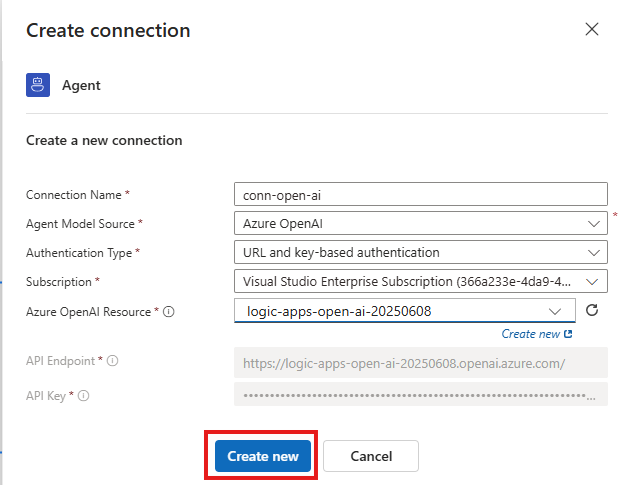 Create connection
Agent
Create a new connection
Connection Name * conn-open-ai
Agent Model Source * Azure OpenAI *
Authentication Type * URL and key-based authentication
Subscription * Visual Studio Enterprise Subscription (366a233e-4da9-4...
Azure OpenAI Resource * logic-apps-open-ai-20250608
Create new
API Endpoint * https://logic-apps-open-ai-20250608.openai.azure.com/
API Key * ••••••••••••••••••••••••••••••••••••••••••••••••••••••••••••...
Create new Cancel